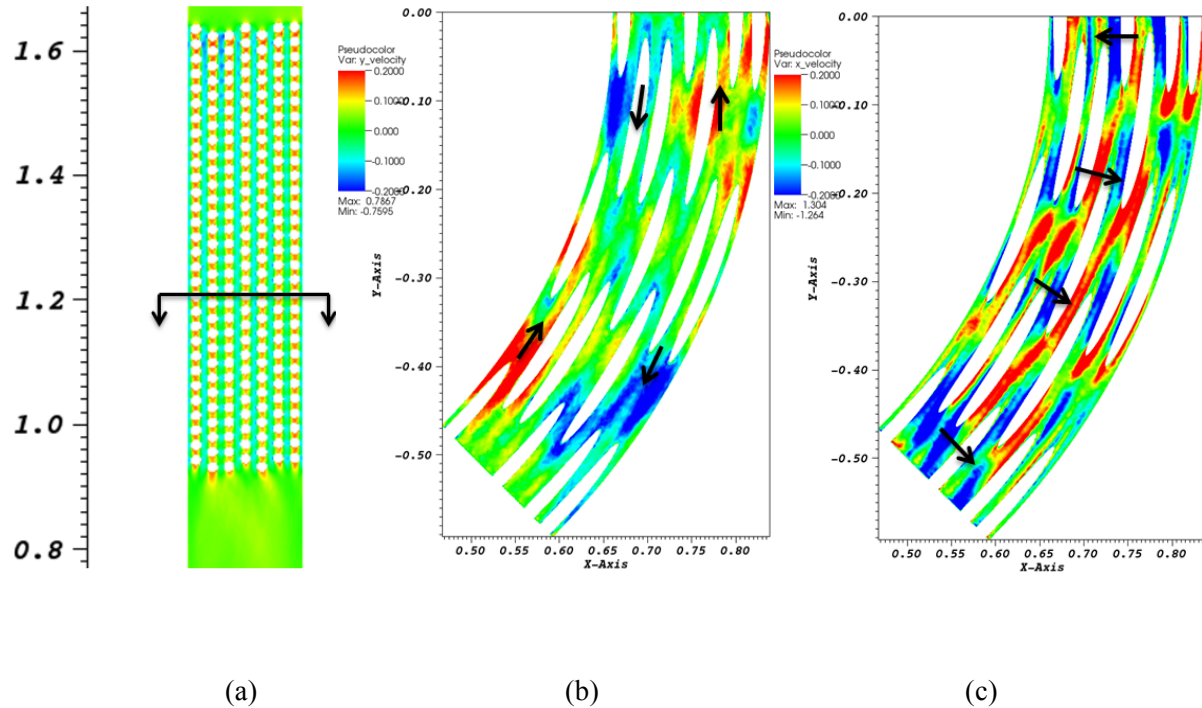 1.6
1.4
1.2
1.0
0.8
Pseudocolor
Var: y_velocity
0.2000
0.1000
0.000
-0.1000
-0.2000
Max: 0.7867
Min: -0.7595
0.00
-0.10
-0.20
-0.30
-0.40
-0.50
Y-Axis
0.50 0.55 0.60 0.65 0.70 0.75 0.80
X-Axis
Pseudocolor
Var: x_velocity
0.2000
0.1000
0.000
-0.1000
-0.2000
Max: 1.304
Min: -1.264
0.00
-0.10
-0.20
-0.30
-0.40
-0.50
Y-Axis
0.50 0.55 0.60 0.65 0.70 0.75 0.80
X-Axis
(a) (b) (c)